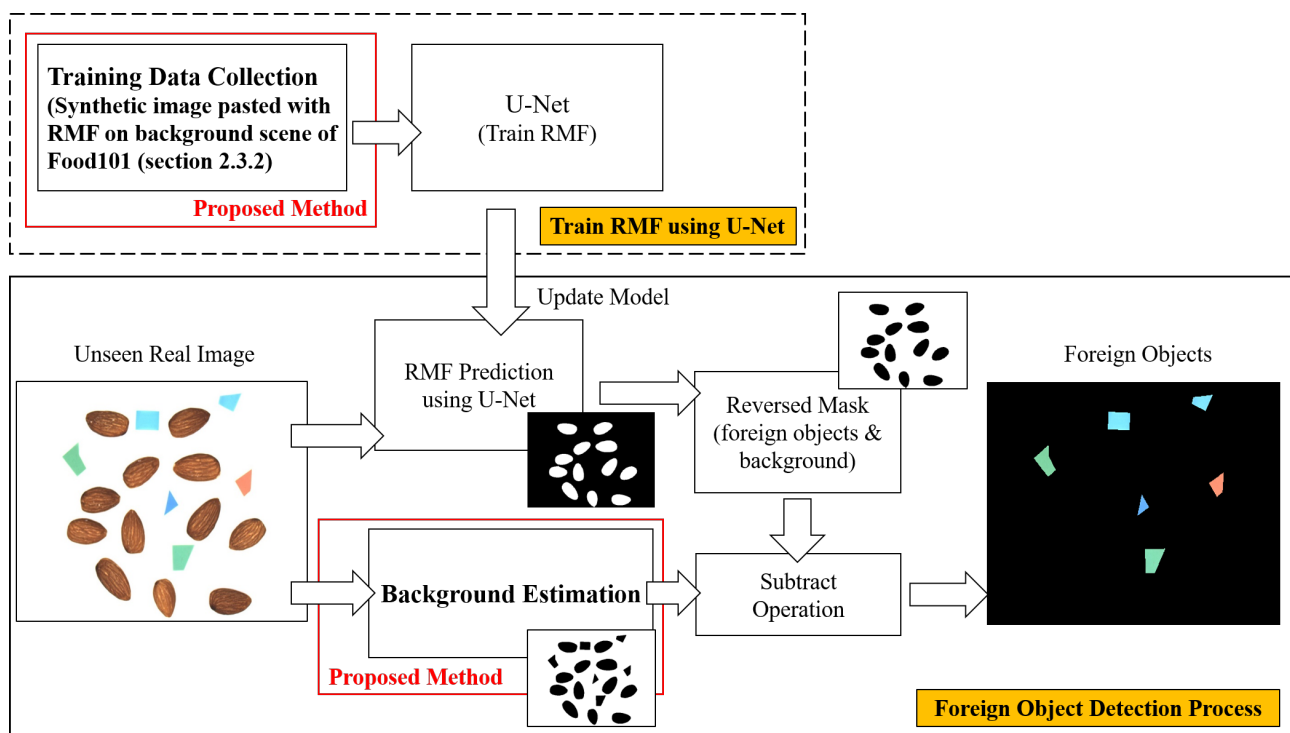 Training Data Collection
(Synthetic image pasted with
RMF on background scene of
Food101 (section 2.3.2)
Proposed Method
U-Net
(Train RMF)
Train RMF using U-Net
Update Model
Unseen Real Image
RMF Prediction
using U-Net
Reversed Mask
(foreign objects &
background)
Foreign Objects
Background Estimation
Proposed Method
Subtract
Operation
Foreign Object Detection Process